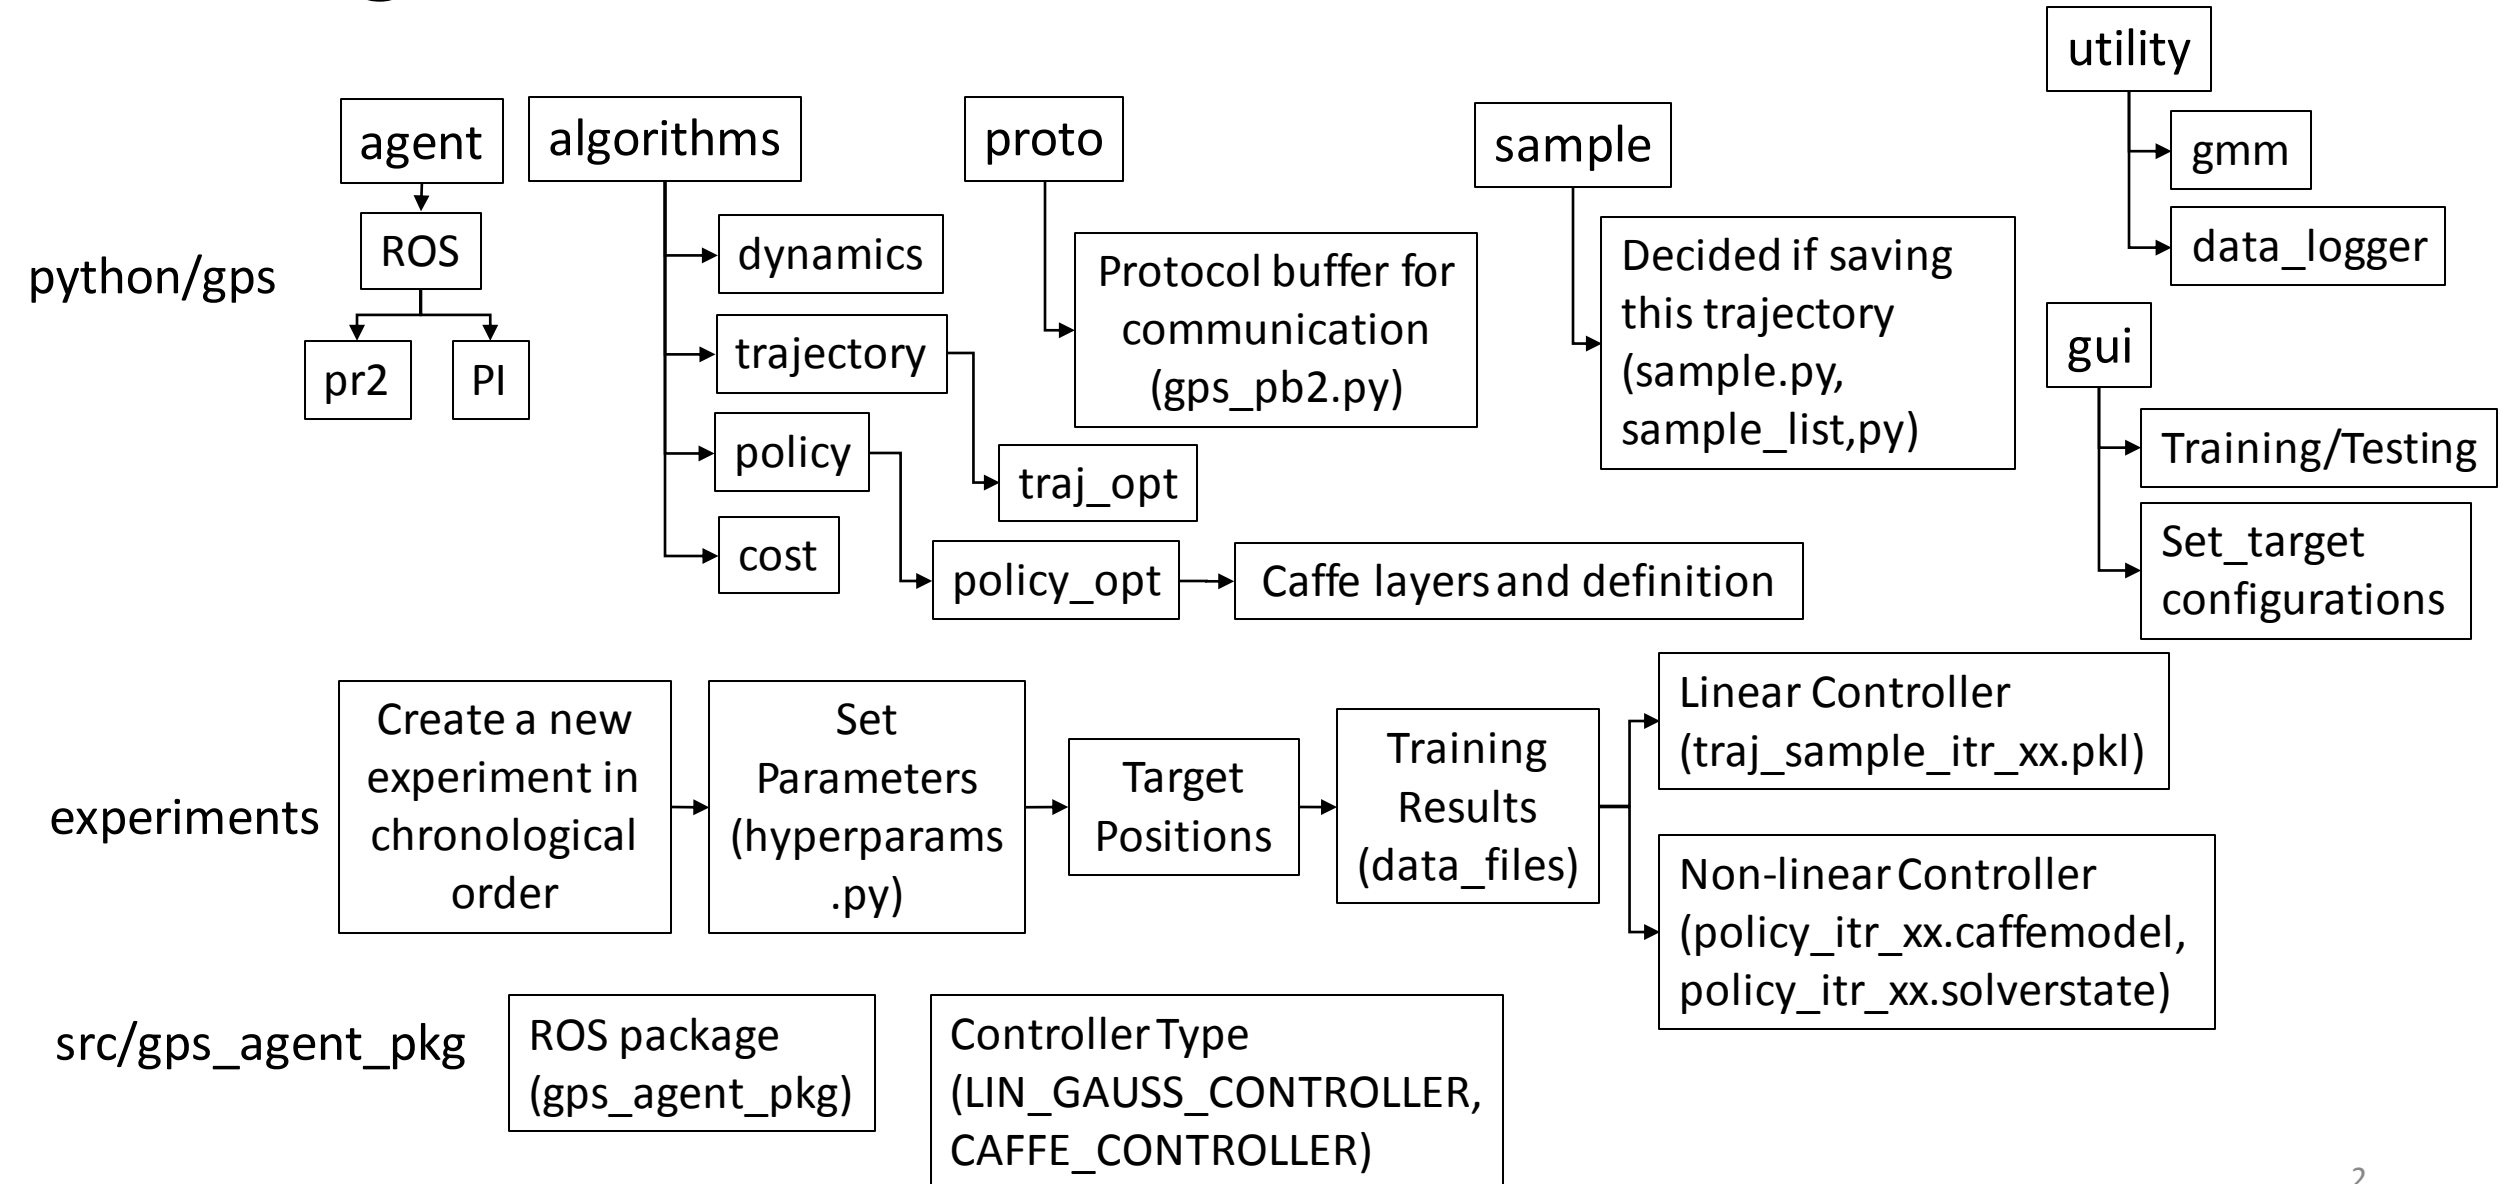 utility
agent
algorithms
proto
sample
gmm
ROS
dynamics
Protocol buffer for
communication
(gps_pb2.py)
Decided if saving
this trajectory
(sample.py,
sample_list,py)
data_logger
python/gps
trajectory
gui
pr2
PI
policy
traj_opt
Training/Testing
cost
policy_opt
Caffe layers and definition
Set_target
configurations
experiments
Create a new
experiment in
chronological
order
Set
Parameters
(hyperparams
.py)
Target
Positions
Training
Results
(data_files)
Linear Controller
(traj_sample_itr_xx.pkl)
Non-linear Controller
(policy_itr_xx.caffemodel,
policy_itr_xx.solverstate)
src/gps_agent_pkg
ROS package
(gps_agent_pkg)
Controller Type
(LIN_GAUSS_CONTROLLER,
CAFFE_CONTROLLER)
2